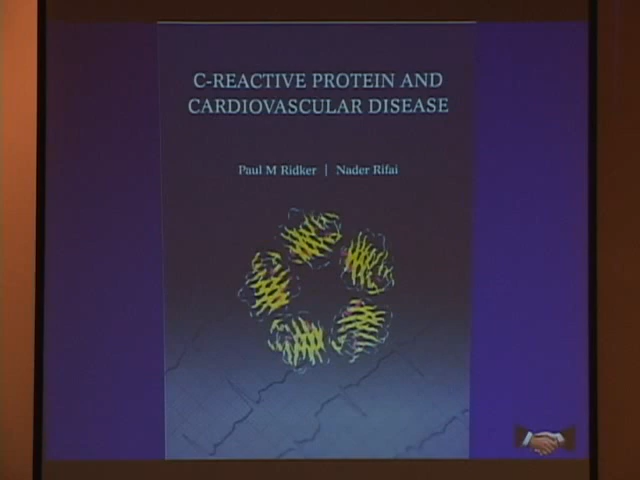 C-REACTIVE PROTEIN AND
CARDIOVASCULAR DISEASE
Paul M Ridker | Nader Rifai